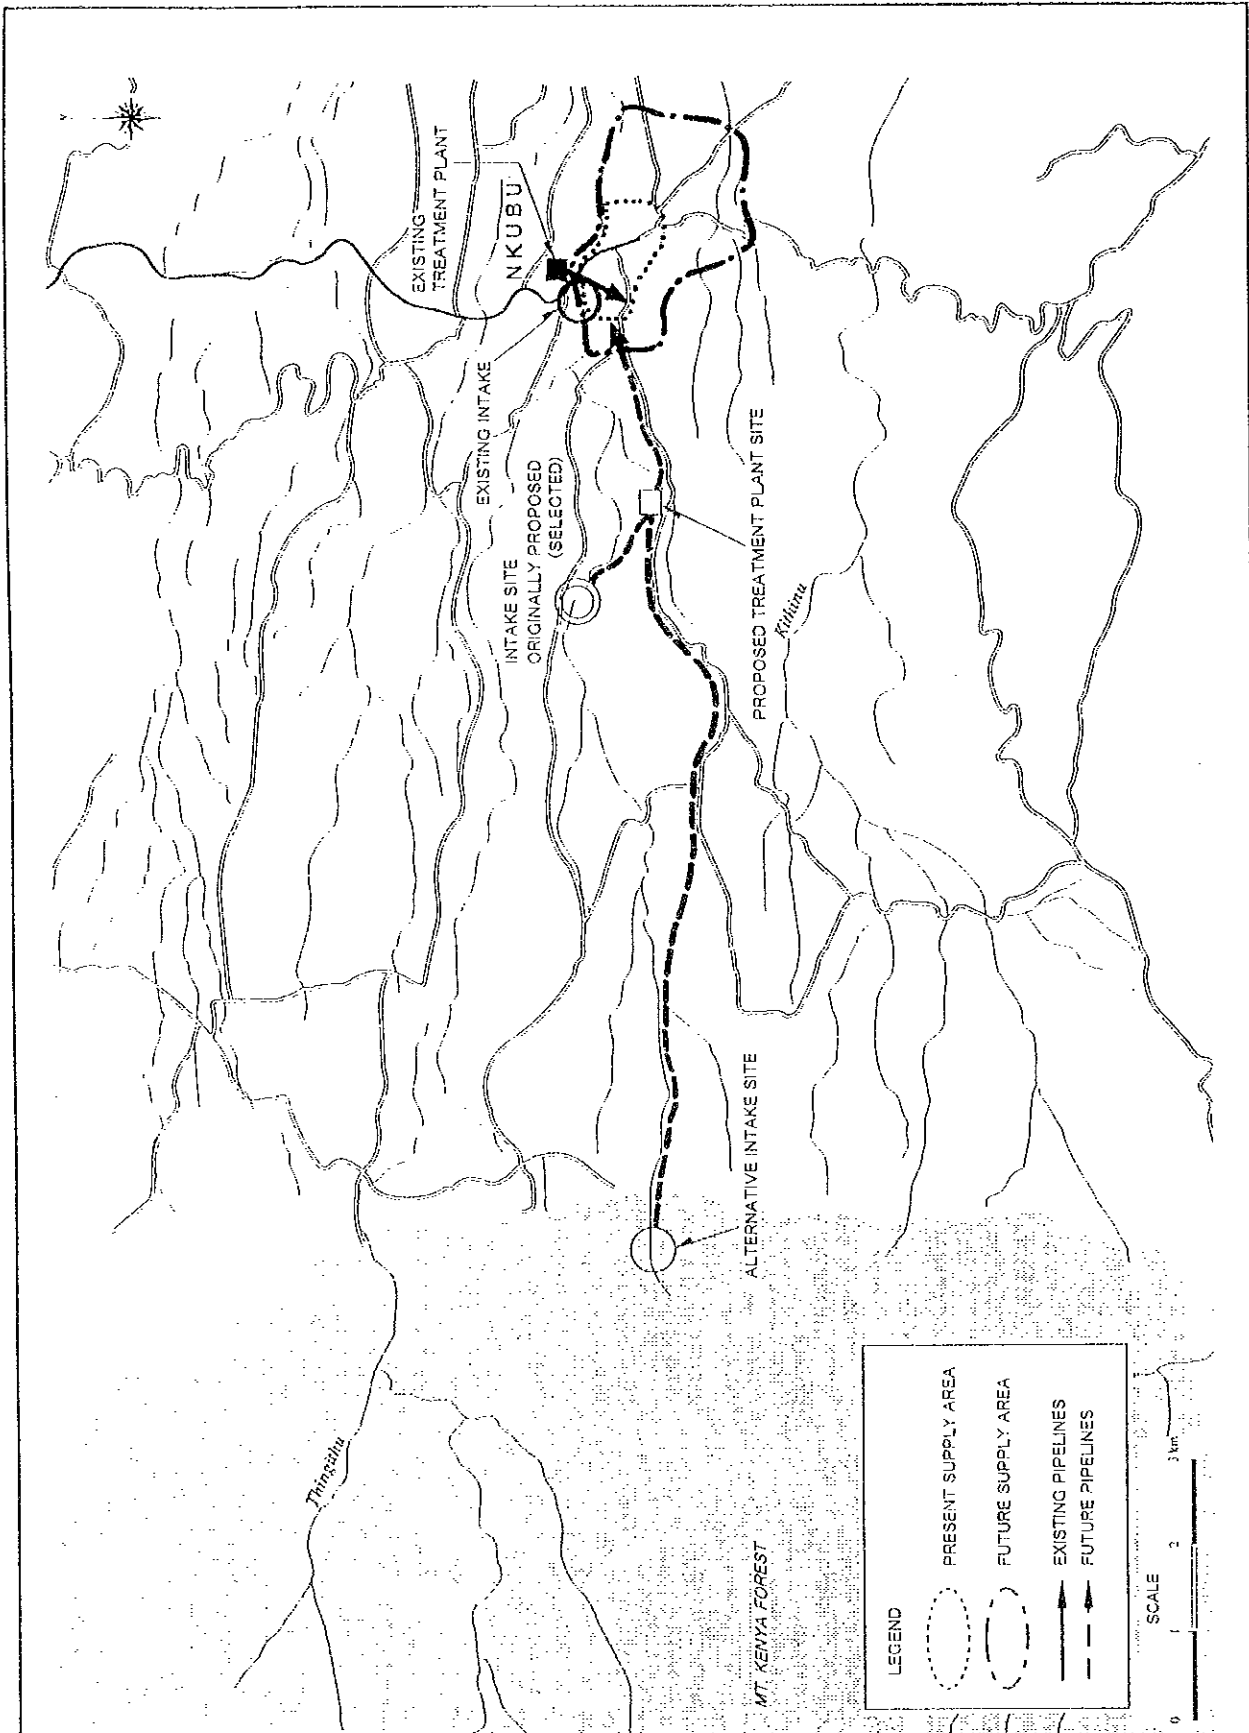 EXISTING
TREATMENT PLANT
NKUBU
EXISTING INTAKE
INTAKE SITE
ORIGINALLY PROPOSED
(SELECTED)
PROPOSED TREATMENT PLANT SITE
Kihinu
ALTERNATIVE INTAKE SITE
Thingithu
MT. KENYA FOREST
LEGEND
PRESENT SUPPLY AREA
FUTURE SUPPLY AREA
EXISTING PIPELINES
FUTURE PIPELINES
SCALE
0 1 2 3 km